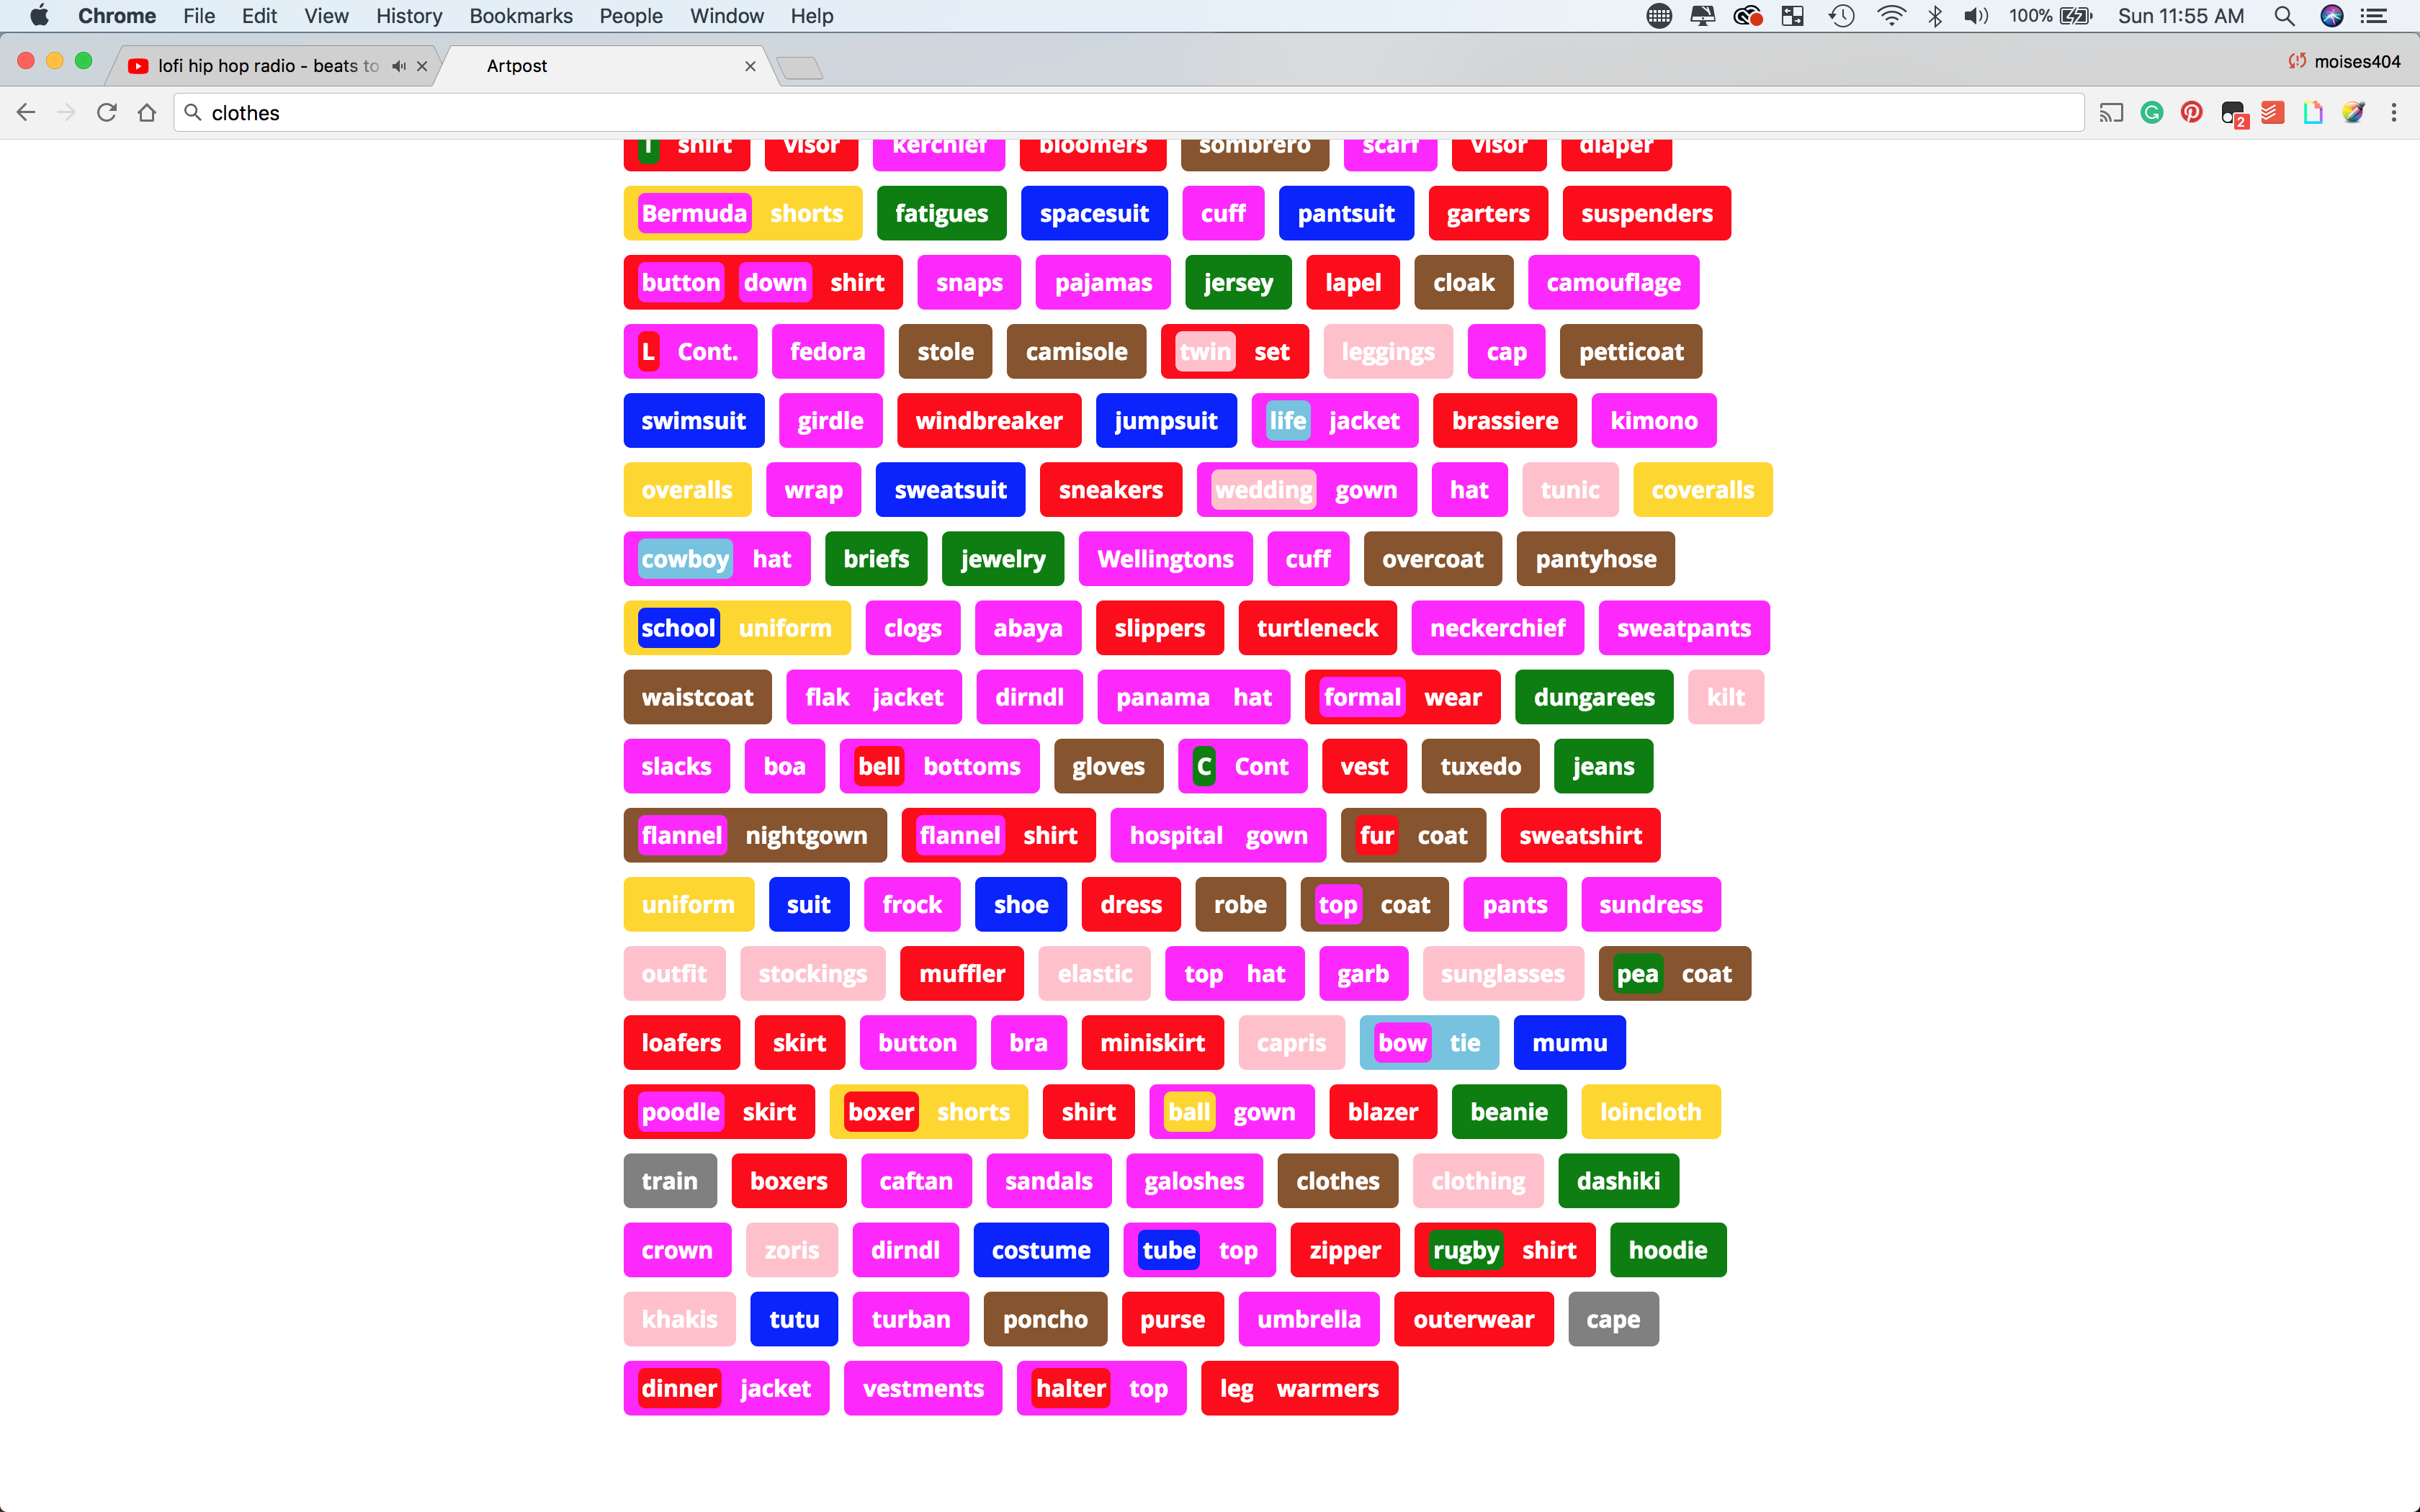 Chrome File Edit View History Bookmarks People Window Help 100% Sun 11:55 AM
lofi hip hop radio - beats to Artpost moises404
clothes 2
T shirt visor kerchief bloomers sombrero scarf visor diaper
Bermuda shorts fatigues spacesuit cuff pantsuit garters suspenders
button down shirt snaps pajamas jersey lapel cloak camouflage
L Cont. fedora stole camisole twin set leggings cap petticoat
swimsuit girdle windbreaker jumpsuit life jacket brassiere kimono
overalls wrap sweatsuit sneakers wedding gown hat tunic coveralls
cowboy hat briefs jewelry Wellingtons cuff overcoat pantyhose
school uniform clogs abaya slippers turtleneck neckerchief sweatpants
waistcoat flak jacket dirndl panama hat formal wear dungarees kilt
slacks boa bell bottoms gloves C Cont vest tuxedo jeans
flannel nightgown flannel shirt hospital gown fur coat sweatshirt
uniform suit frock shoe dress robe top coat pants sundress
outfit stockings muffler elastic top hat garb sunglasses pea coat
loafers skirt button bra miniskirt capris bow tie mumu
poodle skirt boxer shorts shirt ball gown blazer beanie loincloth
train boxers caftan sandals galoshes clothes clothing dashiki
crown zoris dirndl costume tube top zipper rugby shirt hoodie
khakis tutu turban poncho purse umbrella outerwear cape
dinner jacket vestments halter top leg warmers